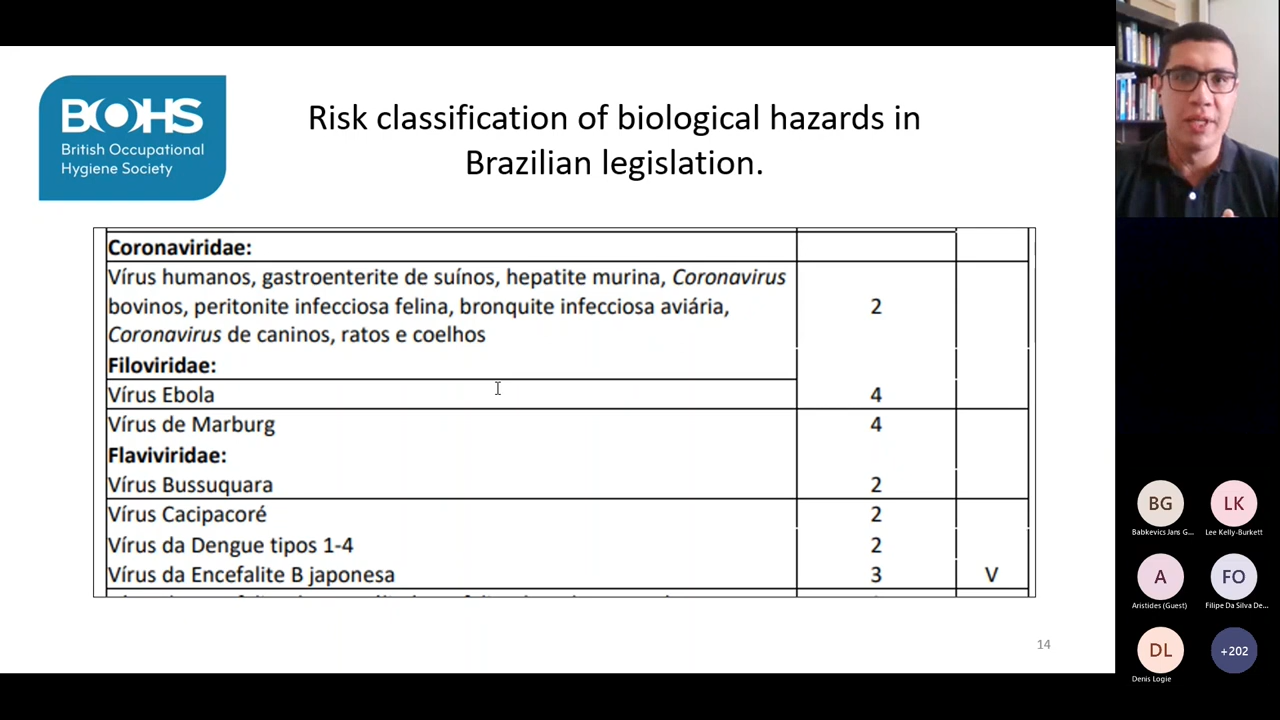 BOHS
British Occupational
Hygiene Society
Risk classification of biological hazards in
Brazilian legislation.
Coronaviridae:
Vírus humanos, gastroenterite de suínos, hepatite murina, Coronavirus
bovinos, peritonite infecciosa felina, bronquite infecciosa aviária,
Coronavirus de caninos, ratos e coelhos
2
Filoviridae:
Vírus Ebola 4
Vírus de Marburg 4
Flaviviridae:
Vírus Bussuquara 2
Vírus Cacipacoré 2
Vírus da Dengue tipos 1-4 2
Vírus da Encefalite B japonesa 3 V
14
BG
Babkevics Jans G...
LK
Lee Kelly-Burkett
A
Aristides (Guest)
FO
Filipe Da Silva De...
DL
Denis Logie
+202